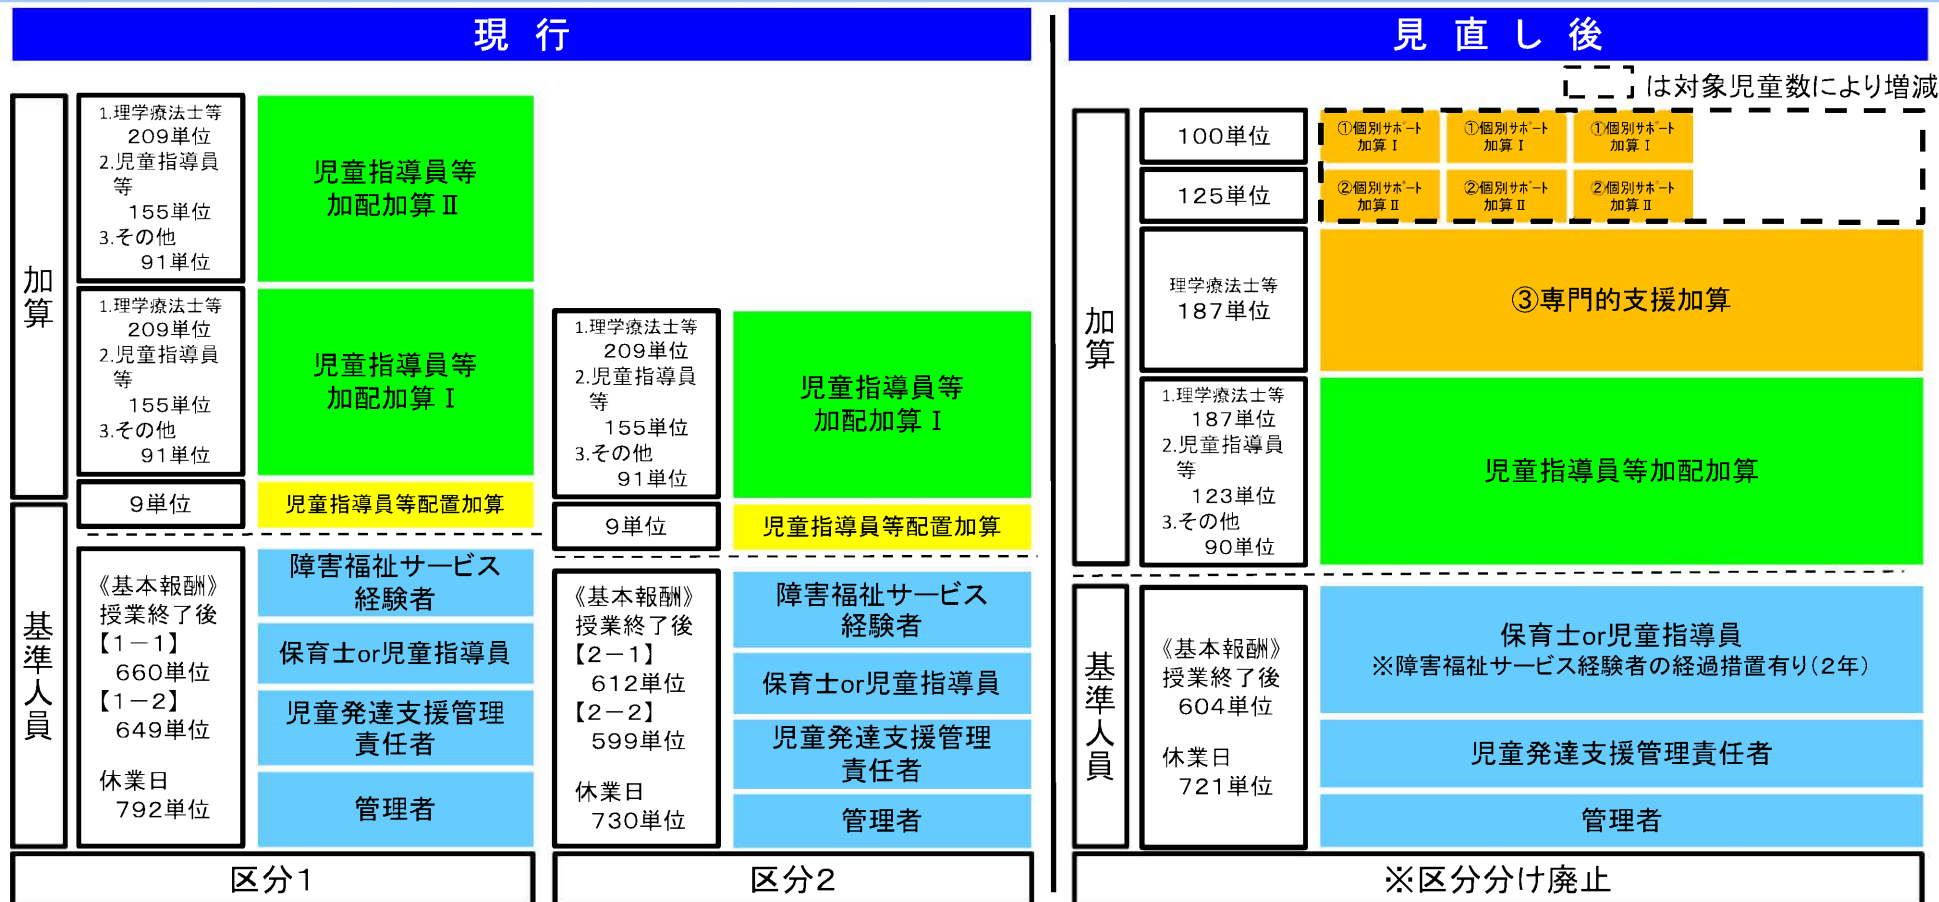 現 行
加算
1.理学療法士等
209単位
2.児童指導員
等
155単位
3.その他
91単位
児童指導員等
加配加算Ⅱ
1.理学療法士等
209単位
2.児童指導員
等
155単位
3.その他
91単位
児童指導員等
加配加算Ⅰ
9単位
児童指導員等配置加算
基準人員
《基本報酬》
授業終了後
【1-1】
660単位
【1-2】
649単位
休業日
792単位
障害福祉サービス
経験者
保育士or児童指導員
児童発達支援管理
責任者
管理者
区分1
1.理学療法士等
209単位
2.児童指導員
等
155単位
3.その他
91単位
児童指導員等
加配加算Ⅰ
9単位
児童指導員等配置加算
《基本報酬》
授業終了後
【2-1】
612単位
【2-2】
599単位
休業日
730単位
障害福祉サービス
経験者
保育士or児童指導員
児童発達支援管理
責任者
管理者
区分2
見 直 し 後
は対象児童数により増減
加算
100単位
①個別サポート
加算Ⅰ
①個別サポート
加算Ⅰ
①個別サポート
加算Ⅰ
125単位
②個別サポート
加算Ⅱ
②個別サポート
加算Ⅱ
②個別サポート
加算Ⅱ
理学療法士等
187単位
③専門的支援加算
1.理学療法士等
187単位
2.児童指導員
等
123単位
3.その他
90単位
児童指導員等加配加算
基準人員
《基本報酬》
授業終了後
604単位
休業日
721単位
保育士or児童指導員
※障害福祉サービス経験者の経過措置有り(2年)
児童発達支援管理責任者
管理者
※区分分け廃止